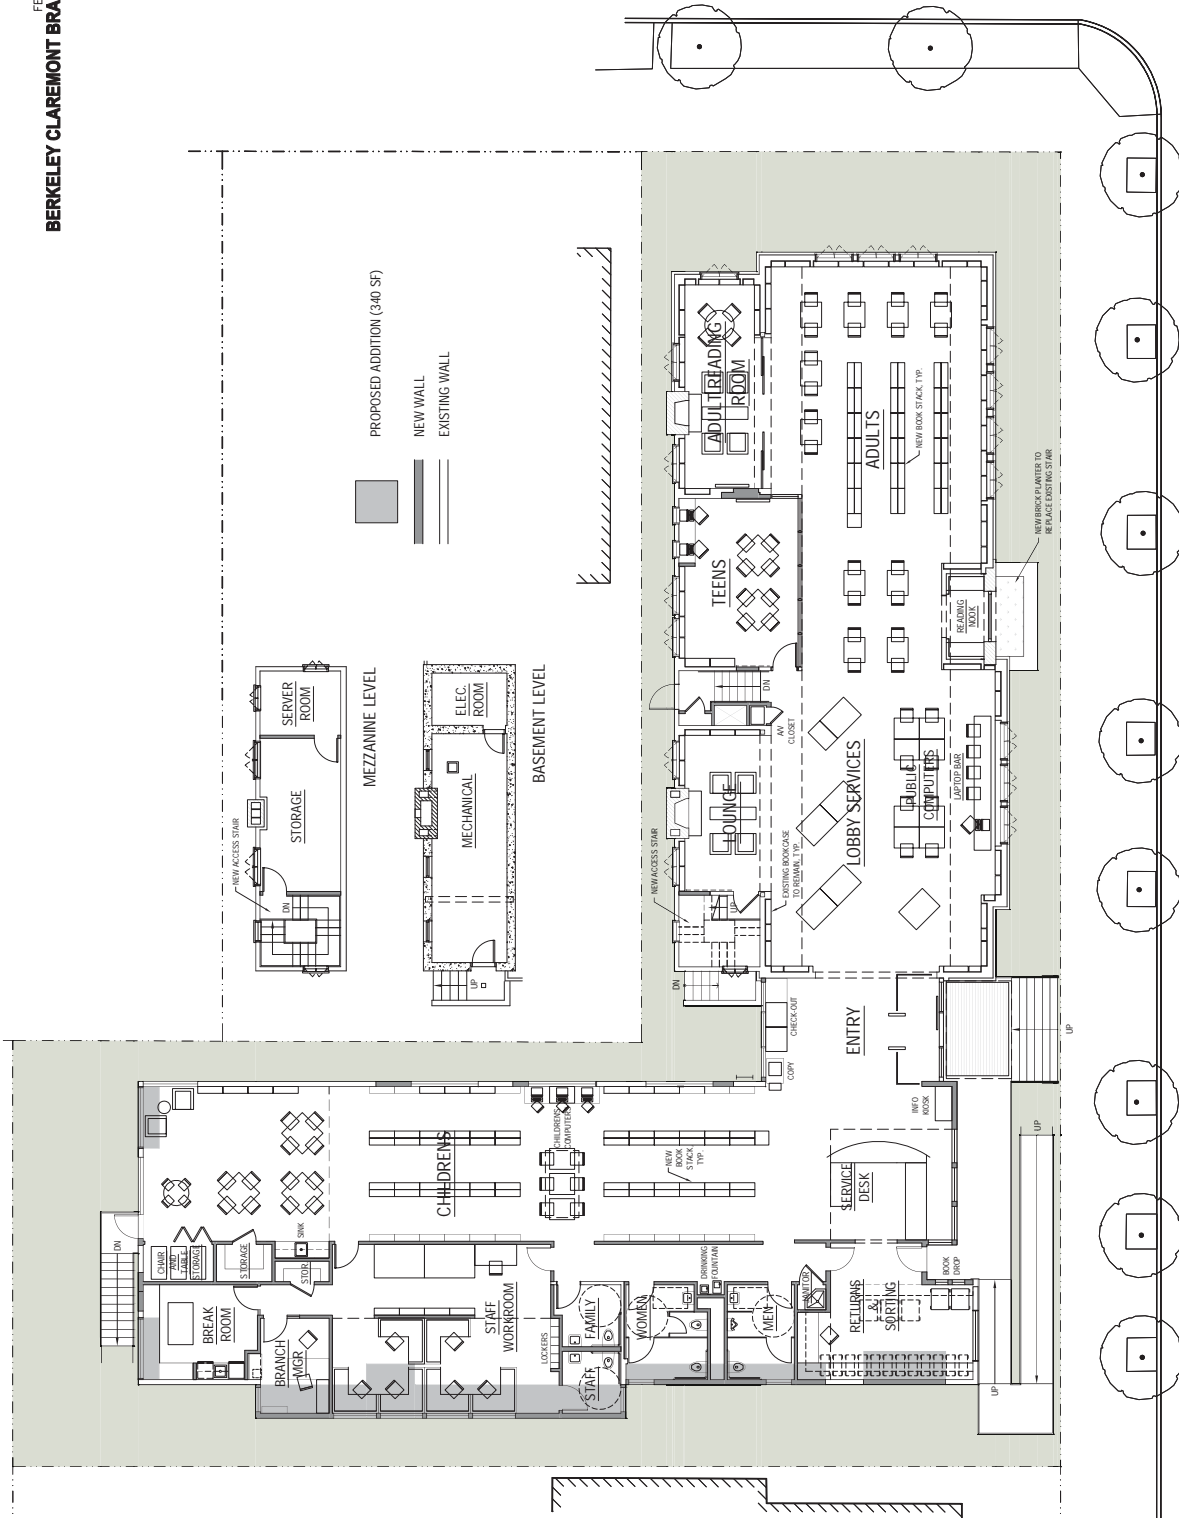 FE
BERKELEY CLAREMONT BRA
PROPOSED ADDITION (340 SF)
NEW WALL
EXISTING WALL
NEW ACCESS STAIR
DN
STORAGE
SERVER
ROOM
MEZZANINE LEVEL
UP
MECHANICAL
ELEC.
ROOM
BASEMENT LEVEL
NEW ACCESS STAIR
DN
UP
LOUNGE
EXISTING BOOKCASE
TO REMAIN, TYP.
A/V
CLOSET
DN
TEENS
ADULT READING
ROOM
ADULTS
NEW BOOK STACK, TYP.
NEW BRICK PLANTER TO
REPLACE EXISTING STAIR
READING
NOOK
LOBBY SERVICES
PUBLIC
COMPUTERS
LAPTOP BAR
CHECK-OUT
COPY
ENTRY
UP
INFO
KIOSK
UP
SERVICE
DESK
CHILDRENS
CHILDRENS
COMPUTERS
NEW
BOOK
STACK,
TYP.
SINK
DN
CHAIR
AND
TABLE
STORAGE
STORAGE
STOR.
BREAK
ROOM
BRANCH
MGR
STAFF
WORKROOM
LOCKERS
FAMILY
STAFF
WOMEN
DRINKING
FOUNTAIN
MEN
JANITOR
RETURNS
&
SORTING
BOOK
DROP
UP